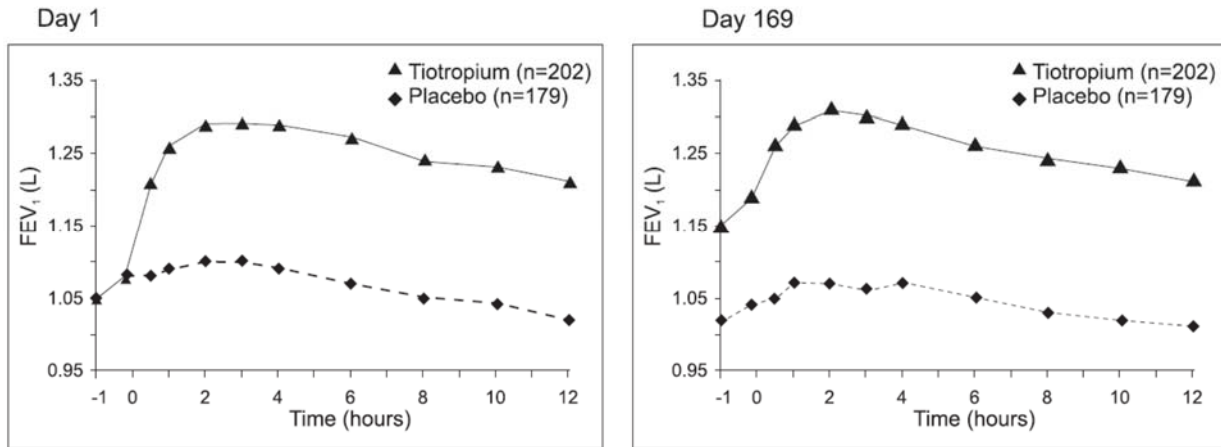 Day 1
1.35
1.25
1.15
1.05
0.95
FEV₁ (L)
▲ Tiotropium (n=202)
◆ Placebo (n=179)
-1 0 2 4 6 8 10 12
Time (hours)
Day 169
1.35
1.25
1.15
1.05
0.95
FEV₁ (L)
▲ Tiotropium (n=202)
◆ Placebo (n=179)
-1 0 2 4 6 8 10 12
Time (hours)